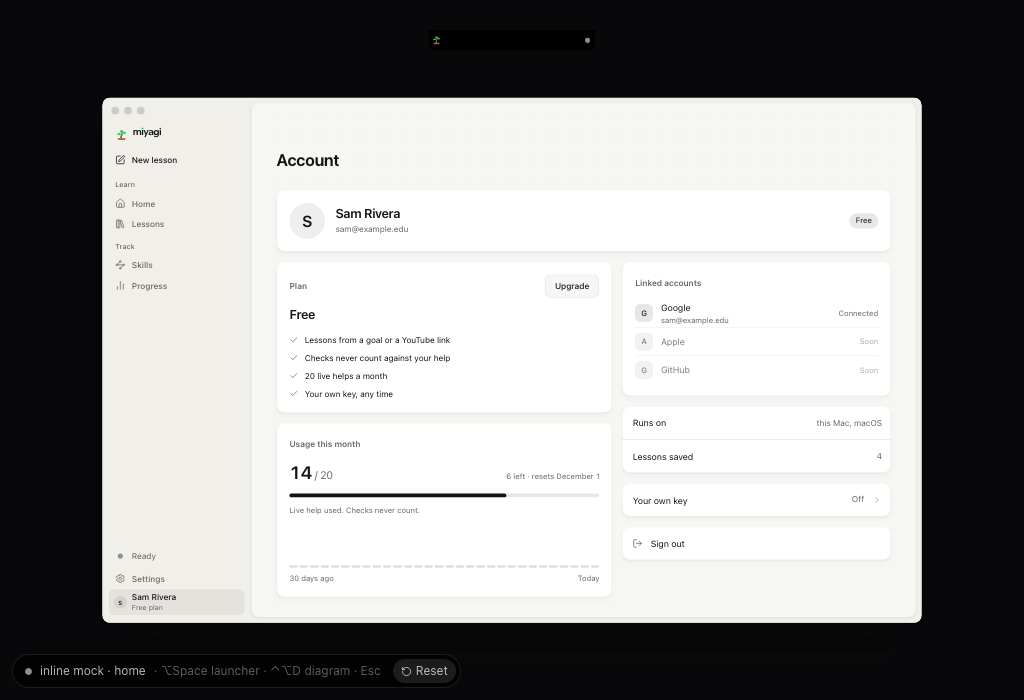 miyagi
New lesson
Learn
Home
Lessons
Track
Skills
Progress
Ready
Settings
S
Sam Rivera
Free plan
Account
S
Sam Rivera
sam@example.edu
Free
Plan
Upgrade
Free
Lessons from a goal or a YouTube link
Checks never count against your help
20 live helps a month
Your own key, any time
Usage this month
14 / 20
6 left · resets December 1
Live help used. Checks never count.
30 days ago
Today
Linked accounts
G
Google
sam@example.edu
Connected
A
Apple
Soon
G
GitHub
Soon
Runs on
this Mac, macOS
Lessons saved
4
Your own key
Off
Sign out
inline mock · home · ⌥Space launcher · ^⌥D diagram · Esc
Reset